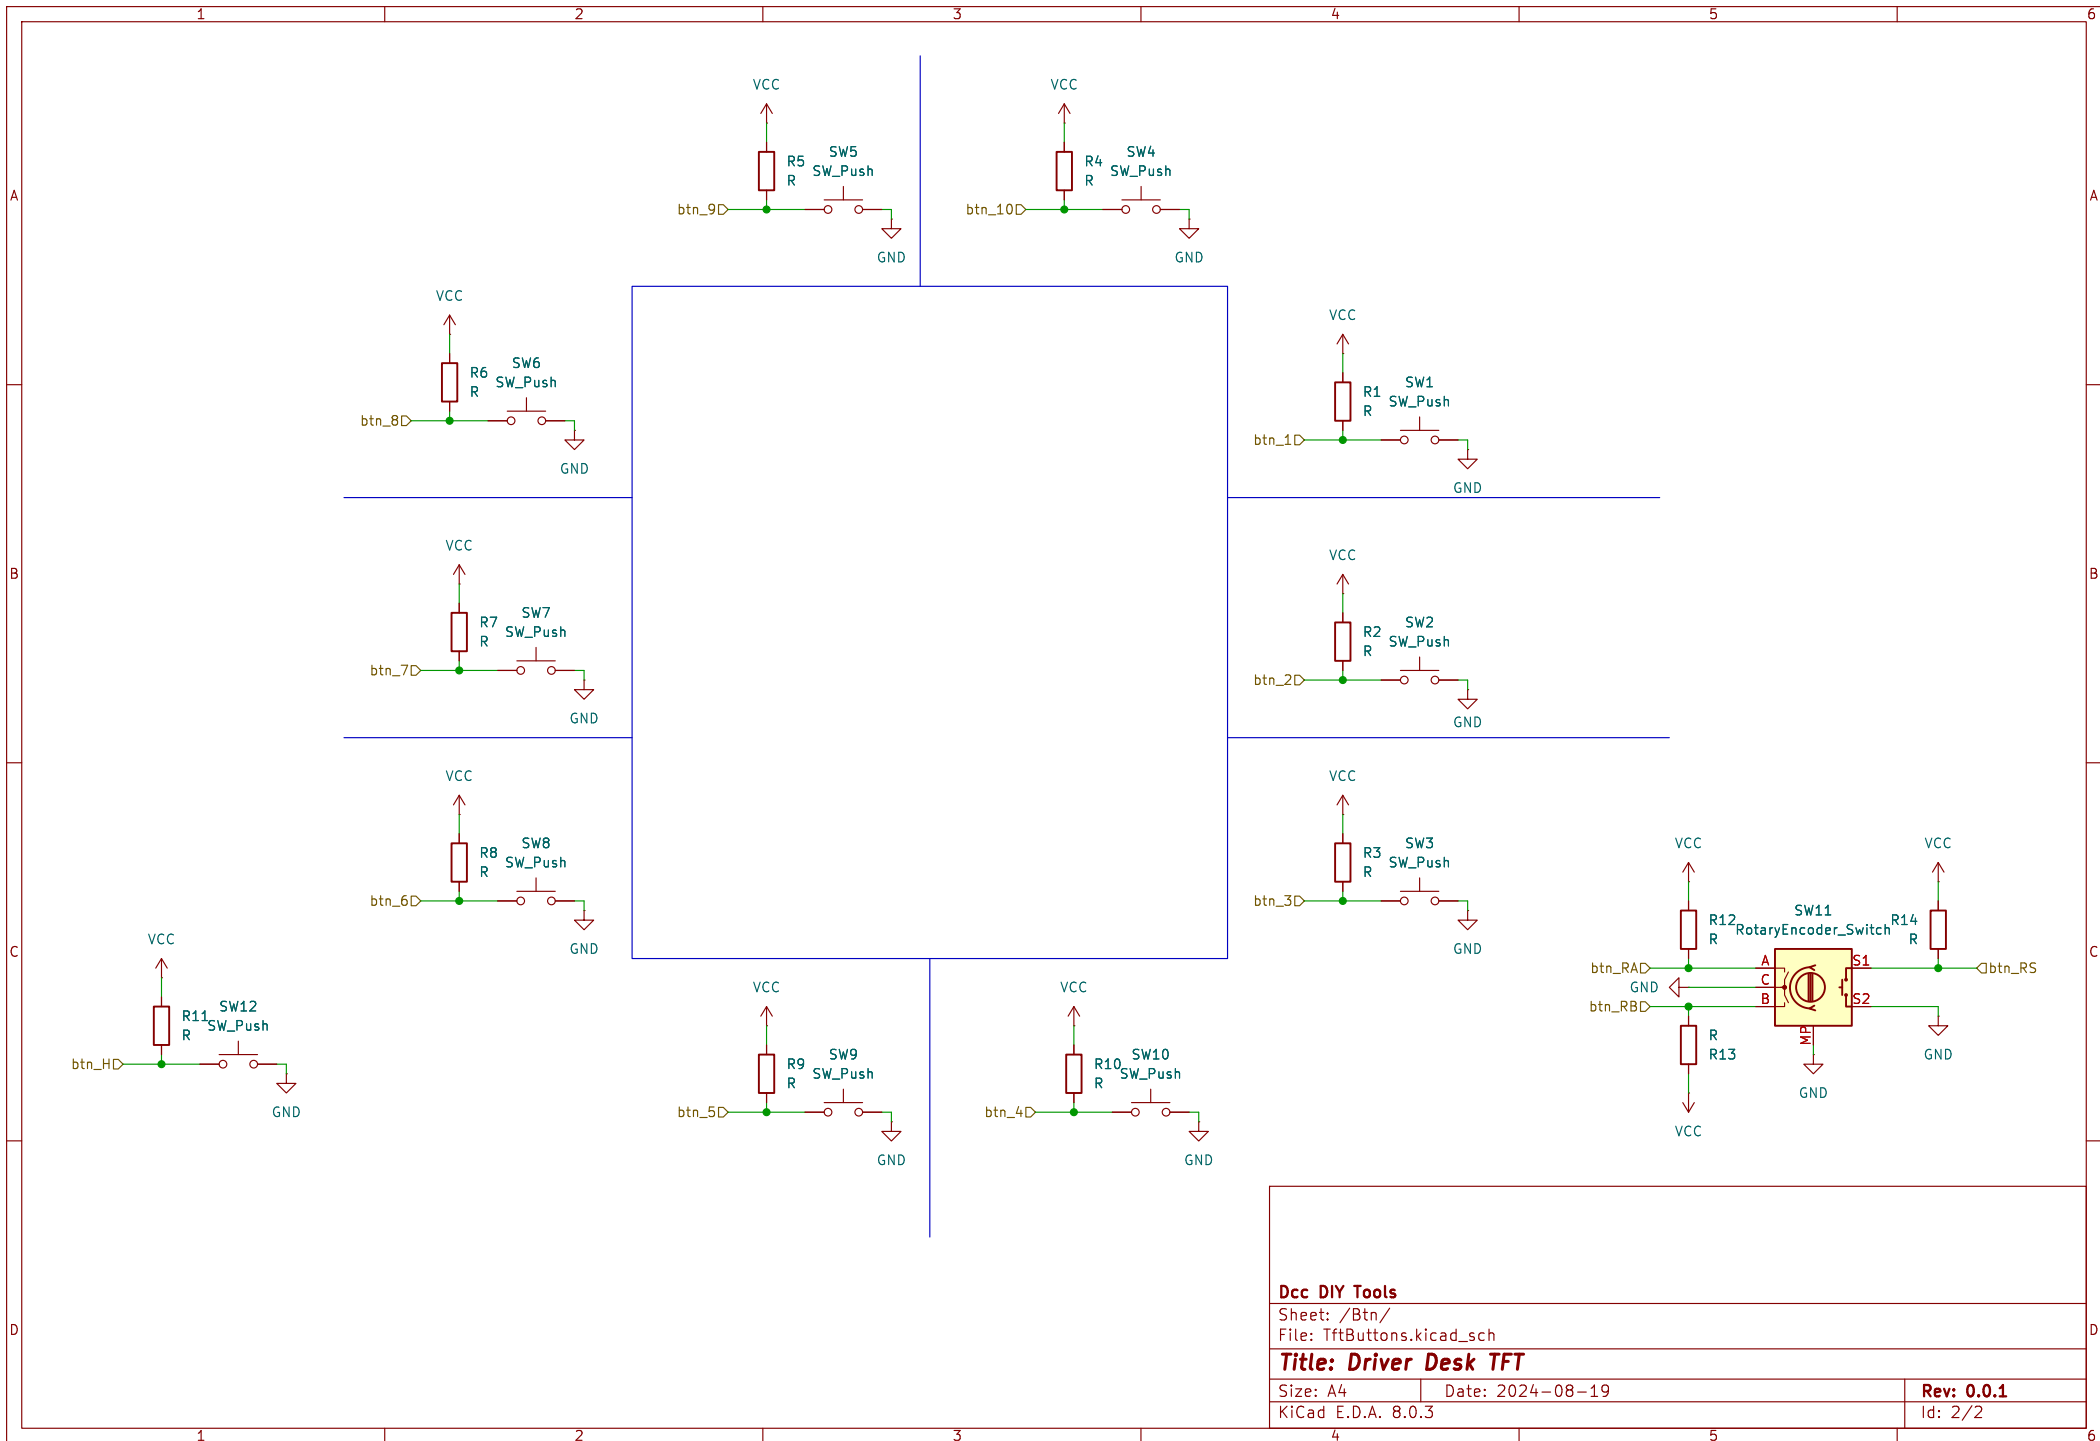 1 2 3 4 5 6
A A
B B
C C
D D
VCC
R5
R
SW5
SW_Push
btn_9
GND
VCC
R4
R
SW4
SW_Push
btn_10
GND
VCC
R6
R
SW6
SW_Push
btn_8
GND
VCC
R1
R
SW1
SW_Push
btn_1
GND
VCC
R7
R
SW7
SW_Push
btn_7
GND
VCC
R2
R
SW2
SW_Push
btn_2
GND
VCC
R8
R
SW8
SW_Push
btn_6
GND
VCC
R3
R
SW3
SW_Push
btn_3
GND
VCC
R11
R
SW12
SW_Push
btn_H
GND
VCC
R9
R
SW9
SW_Push
btn_5
GND
VCC
R10
R
SW10
SW_Push
btn_4
GND
VCC
R12
R
SW11
RotaryEncoder_Switch
VCC
R14
R
btn_RA
A
S1
btn_RS
GND
C
btn_RB
B
S2
GND
R
R13
VCC
MP
GND
Dcc DIY Tools
Sheet: /Btn/
File: TftButtons.kicad_sch
Title: Driver Desk TFT
Size: A4 Date: 2024-08-19 Rev: 0.0.1
KiCad E.D.A. 8.0.3 Id: 2/2
1 2 3 4 5 6